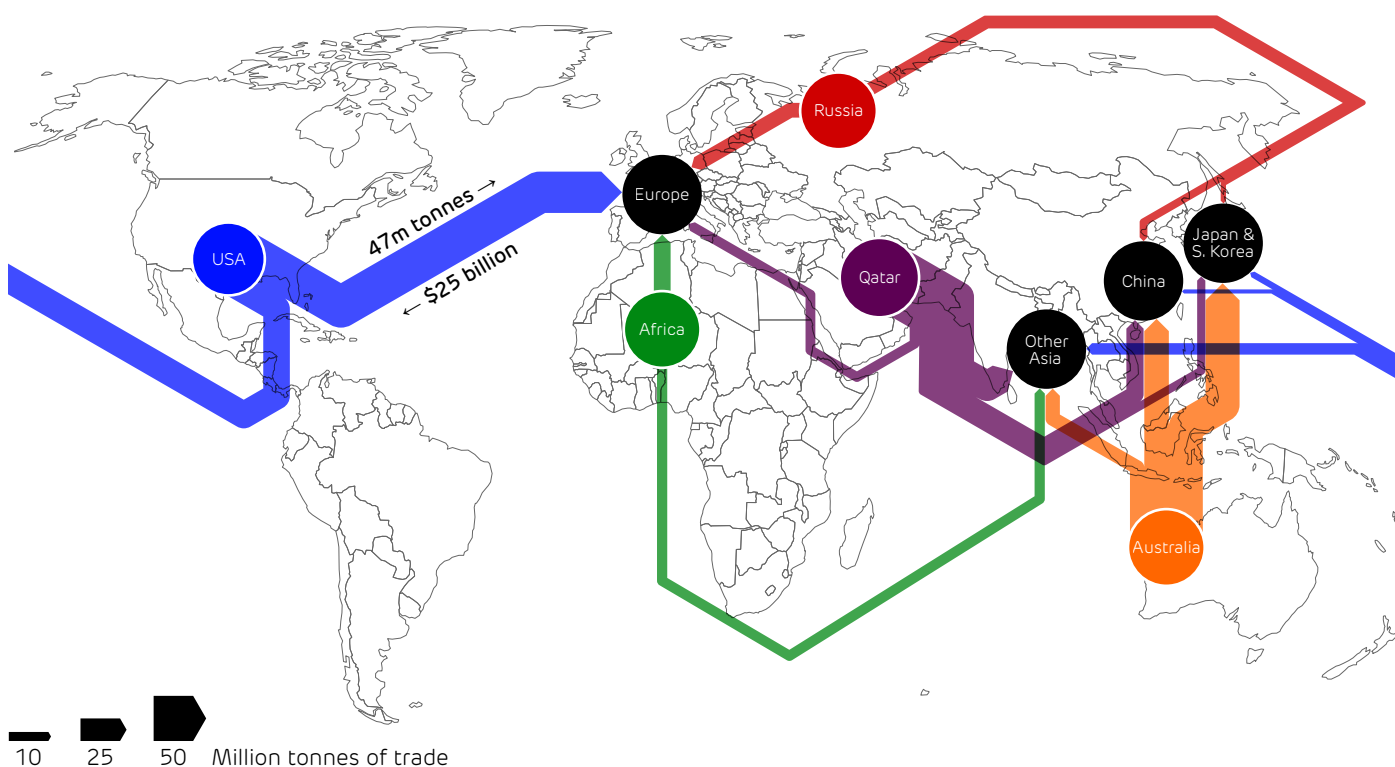 Russia
Europe
47m tonnes →
← $25 billion
USA
Japan &
S. Korea
Qatar
China
Africa
Other
Asia
Australia
10 25 50 Million tonnes of trade